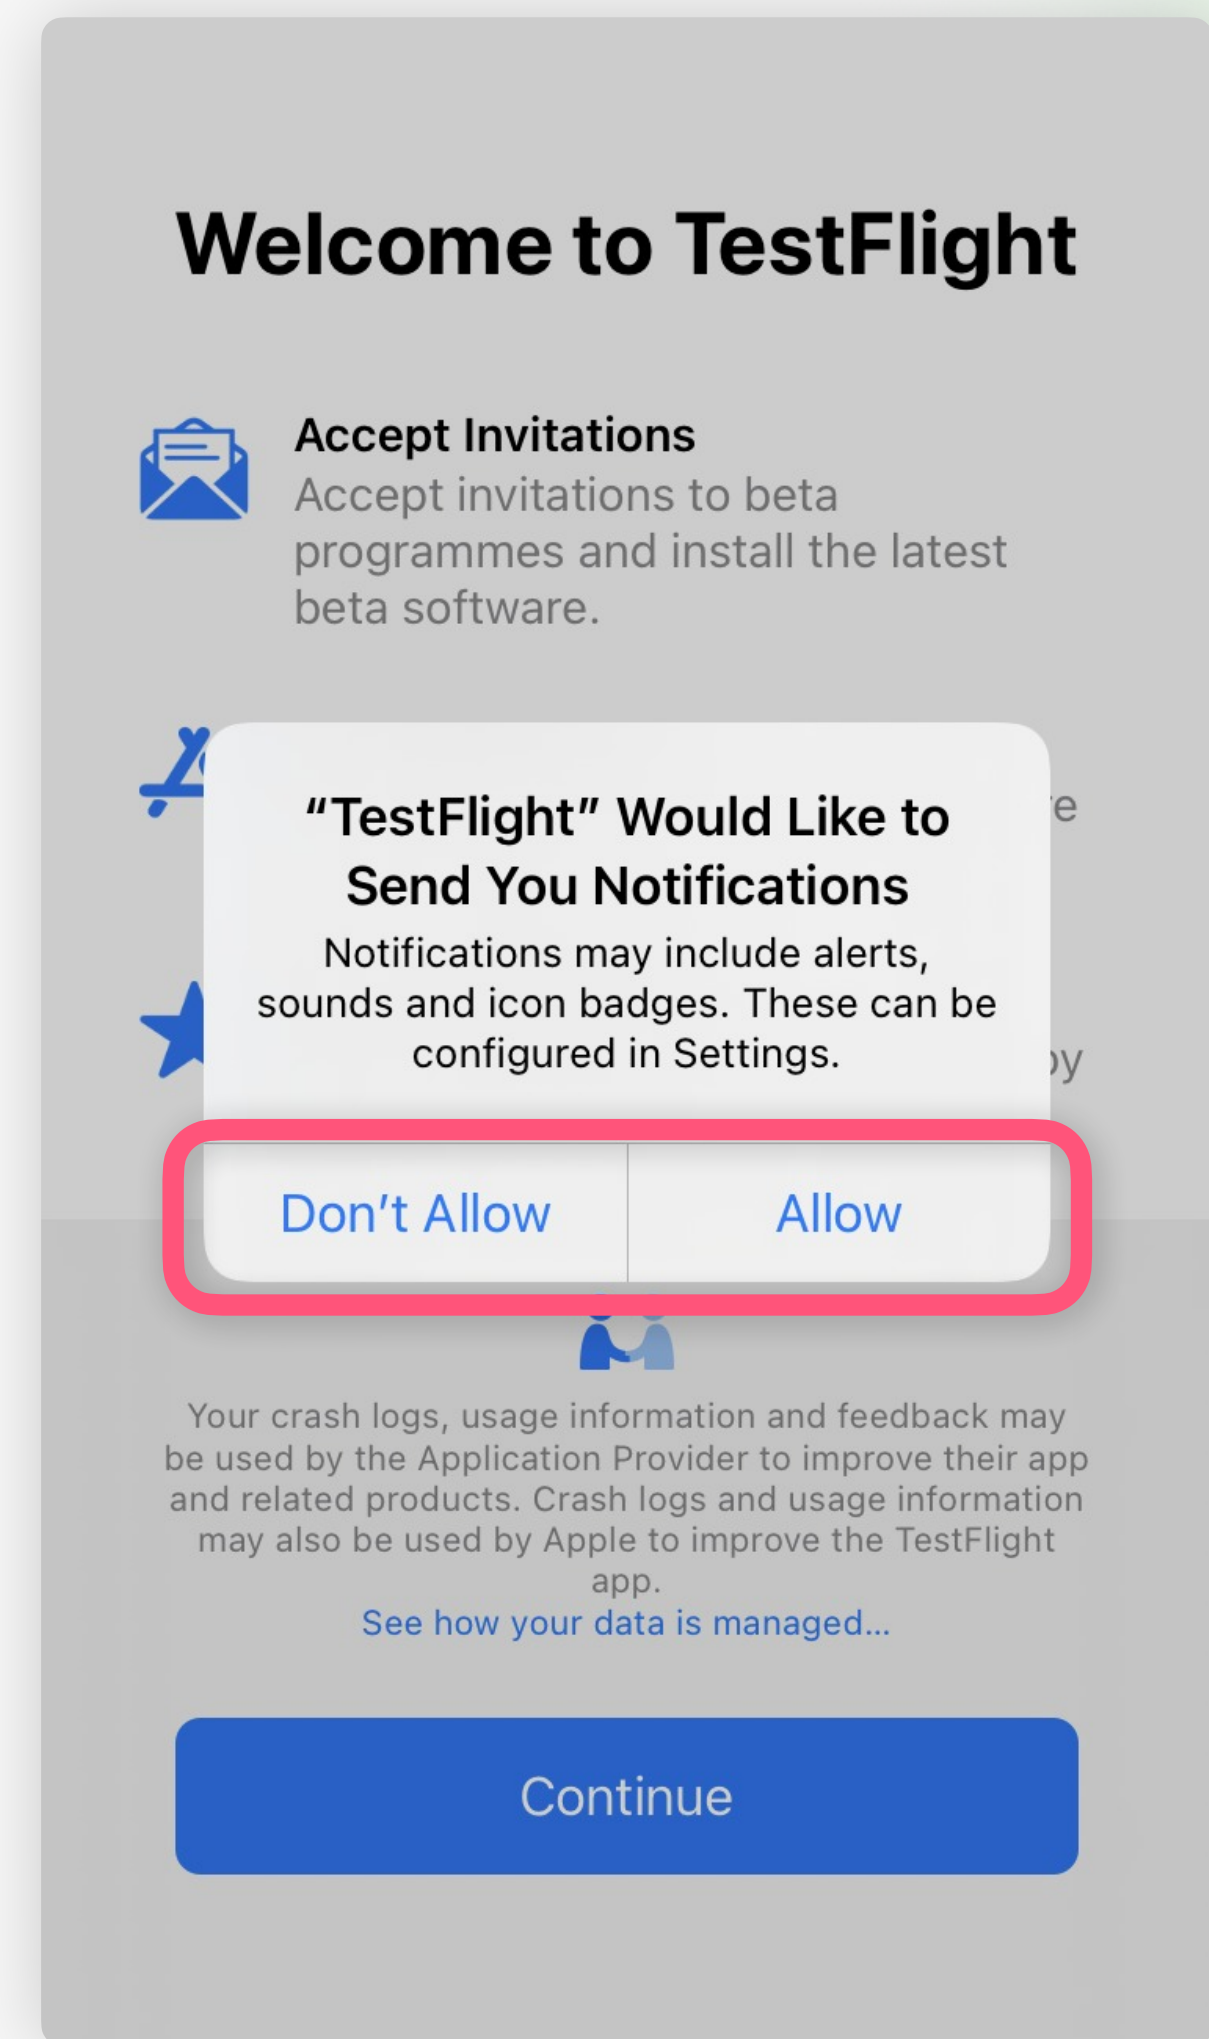 Welcome to TestFlight
Accept Invitations
Accept invitations to beta
programmes and install the latest
beta software.
“TestFlight” Would Like to
Send You Notifications
Notifications may include alerts,
sounds and icon badges. These can be
configured in Settings.
Don’t Allow
Allow
Your crash logs, usage information and feedback may
be used by the Application Provider to improve their app
and related products. Crash logs and usage information
may also be used by Apple to improve the TestFlight
app.
See how your data is managed...
Continue